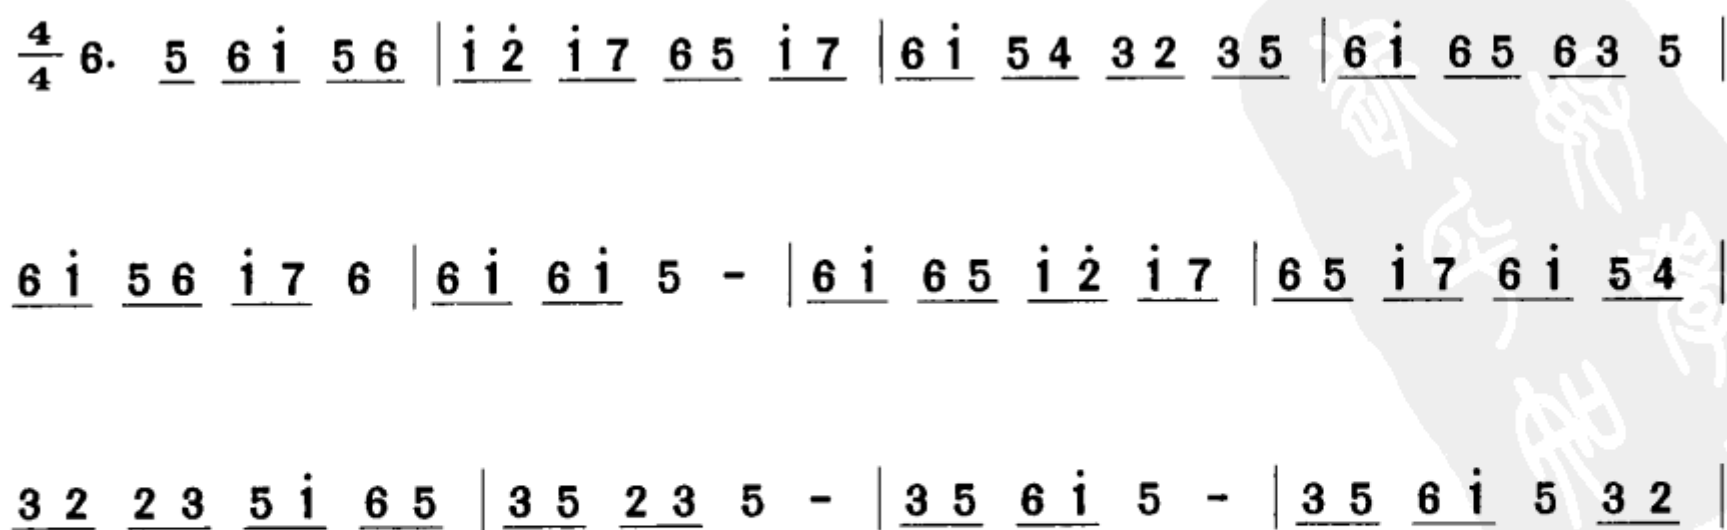 4/4 6. 5 6 i̇ 5 6 | i̇ 2̇ i̇ 7 6 5 i̇ 7 | 6 i̇ 5 4 3 2 3 5 | 6 i̇ 6 5 6 3 5 |
6 i̇ 5 6 i̇ 7 6 | 6 i̇ 6 i̇ 5 - | 6 i̇ 6 5 i̇ 2̇ i̇ 7 | 6 5 i̇ 7 6 i̇ 5 4 |
3 2 2 3 5 i̇ 6 5 | 3 5 2 3 5 - | 3 5 6 i̇ 5 - | 3 5 6 i̇ 5 3 2 |